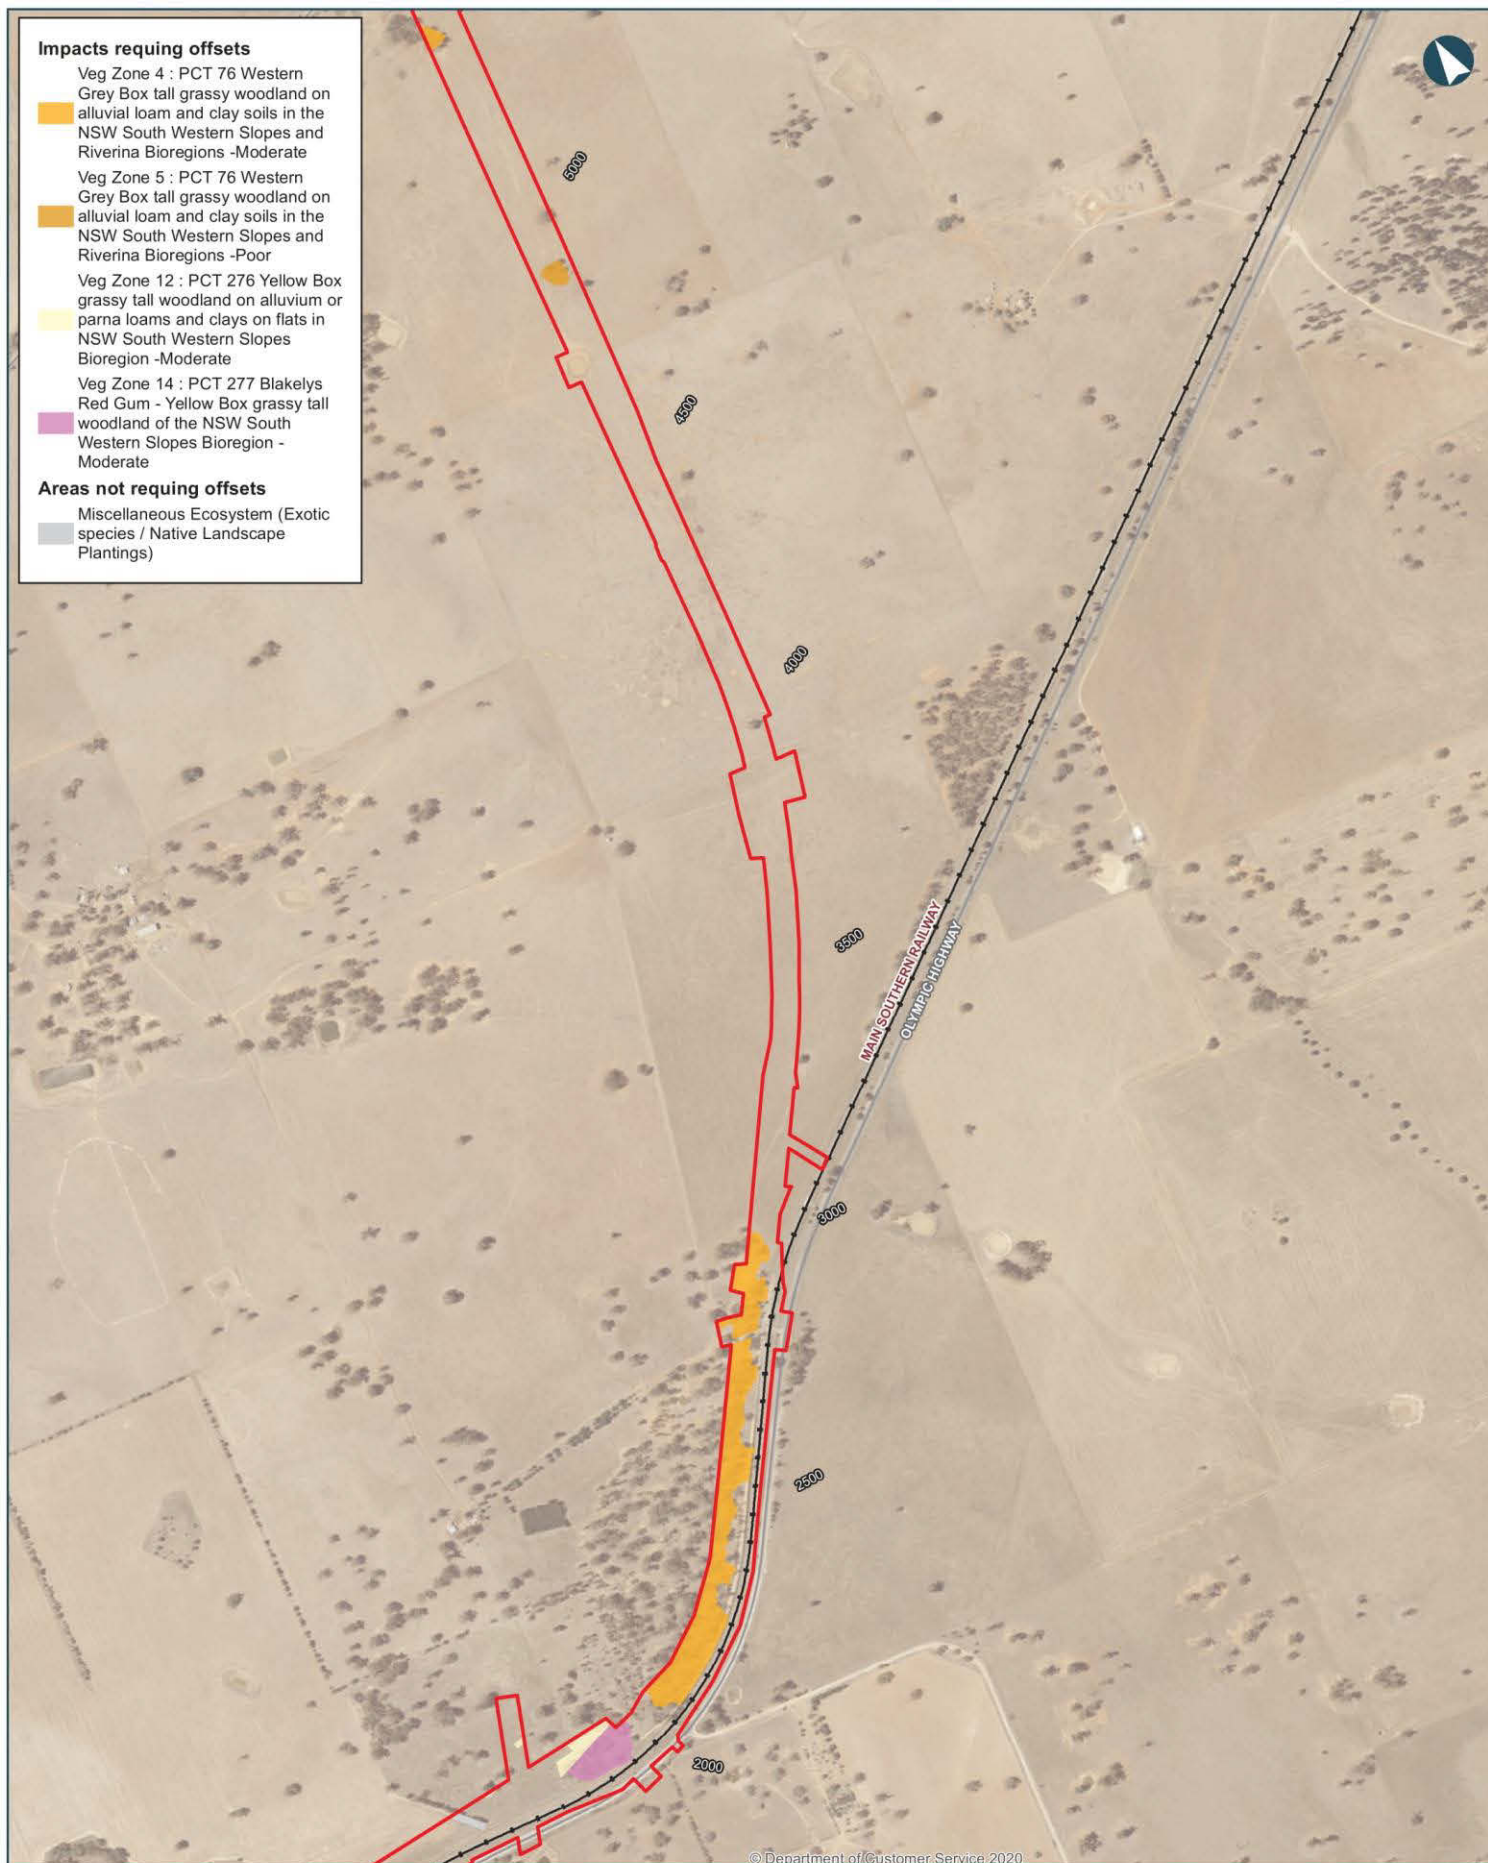 Impacts requing offsets
Veg Zone 4 : PCT 76 Western
Grey Box tall grassy woodland on
alluvial loam and clay soils in the
NSW South Western Slopes and
Riverina Bioregions -Moderate
Veg Zone 5 : PCT 76 Western
Grey Box tall grassy woodland on
alluvial loam and clay soils in the
NSW South Western Slopes and
Riverina Bioregions -Poor
Veg Zone 12 : PCT 276 Yellow Box
grassy tall woodland on alluvium or
parna loams and clays on flats in
NSW South Western Slopes
Bioregion -Moderate
Veg Zone 14 : PCT 277 Blakelys
Red Gum - Yellow Box grassy tall
woodland of the NSW South
Western Slopes Bioregion -
Moderate
Areas not requing offsets
Miscellaneous Ecosystem (Exotic
species / Native Landscape
Plantings)
5000
4500
4000
3500
MAIN SOUTHERN RAILWAY
OLYMPIC HIGHWAY
3000
2500
2000
© Department of Customer Service 2020